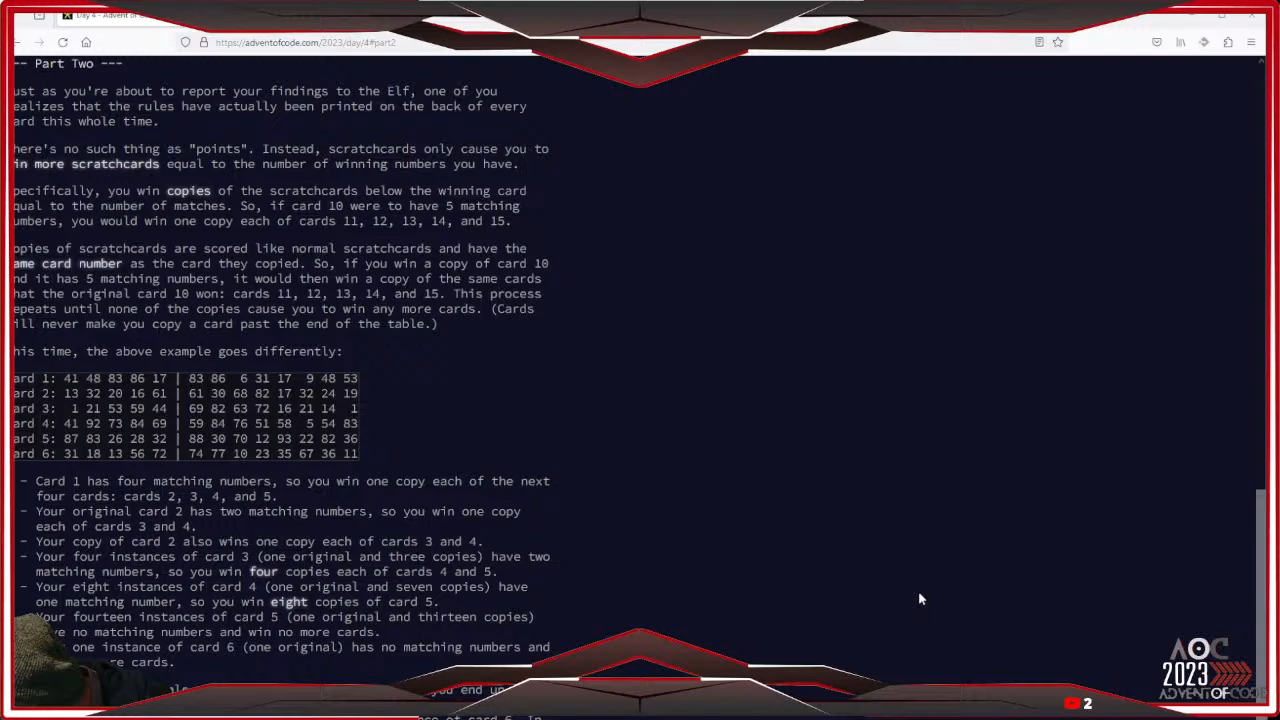 Day 4 - Advent of
https://adventofcode.com/2023/day/4#part2
-- Part Two ---
ust as you're about to report your findings to the Elf, one of you
ealizes that the rules have actually been printed on the back of every
ard this whole time.
here's no such thing as "points". Instead, scratchcards only cause you to
in more scratchcards equal to the number of winning numbers you have.
pecifically, you win copies of the scratchcards below the winning card
qual to the number of matches. So, if card 10 were to have 5 matching
umbers, you would win one copy each of cards 11, 12, 13, 14, and 15.
opies of scratchcards are scored like normal scratchcards and have the
ame card number as the card they copied. So, if you win a copy of card 10
nd it has 5 matching numbers, it would then win a copy of the same cards
hat the original card 10 won: cards 11, 12, 13, 14, and 15. This process
epeats until none of the copies cause you to win any more cards. (Cards
ill never make you copy a card past the end of the table.)
his time, the above example goes differently:
ard 1: 41 48 83 86 17 | 83 86  6 31 17  9 48 53
ard 2: 13 32 20 16 61 | 61 30 68 82 17 32 24 19
ard 3:  1 21 53 59 44 | 69 82 63 72 16 21 14  1
ard 4: 41 92 73 84 69 | 59 84 76 51 58  5 54 83
ard 5: 87 83 26 28 32 | 88 30 70 12 93 22 82 36
ard 6: 31 18 13 56 72 | 74 77 10 23 35 67 36 11
- Card 1 has four matching numbers, so you win one copy each of the next
four cards: cards 2, 3, 4, and 5.
- Your original card 2 has two matching numbers, so you win one copy
each of cards 3 and 4.
- Your copy of card 2 also wins one copy each of cards 3 and 4.
- Your four instances of card 3 (one original and three copies) have two
matching numbers, so you win four copies each of cards 4 and 5.
- Your eight instances of card 4 (one original and seven copies) have
one matching number, so you win eight copies of card 5.
Your fourteen instances of card 5 (one original and thirteen copies)
ve no matching numbers and win no more cards.
one instance of card 6 (one original) has no matching numbers and
re cards.
you end up
nce of card 6. In
AOC
2023
ADVENT OF CODE
2